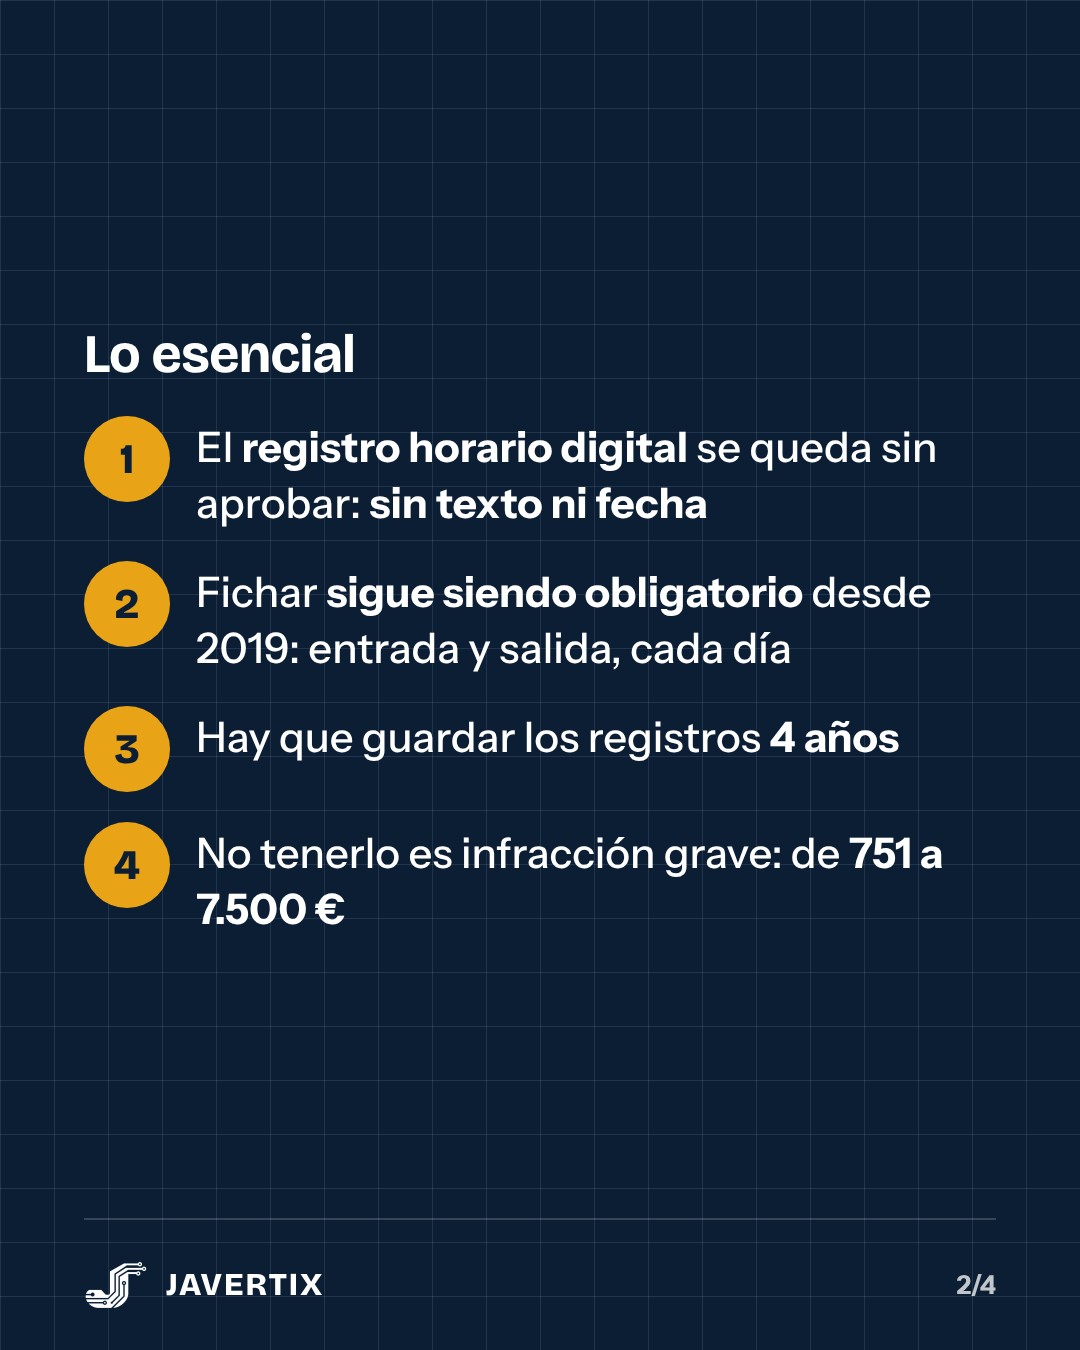 Lo esencial
1
El registro horario digital se queda sin
aprobar: sin texto ni fecha
2
Fichar sigue siendo obligatorio desde
2019: entrada y salida, cada día
3
Hay que guardar los registros 4 años
4
No tenerlo es infracción grave: de 751 a
7.500 €
JAVERTIX
2/4